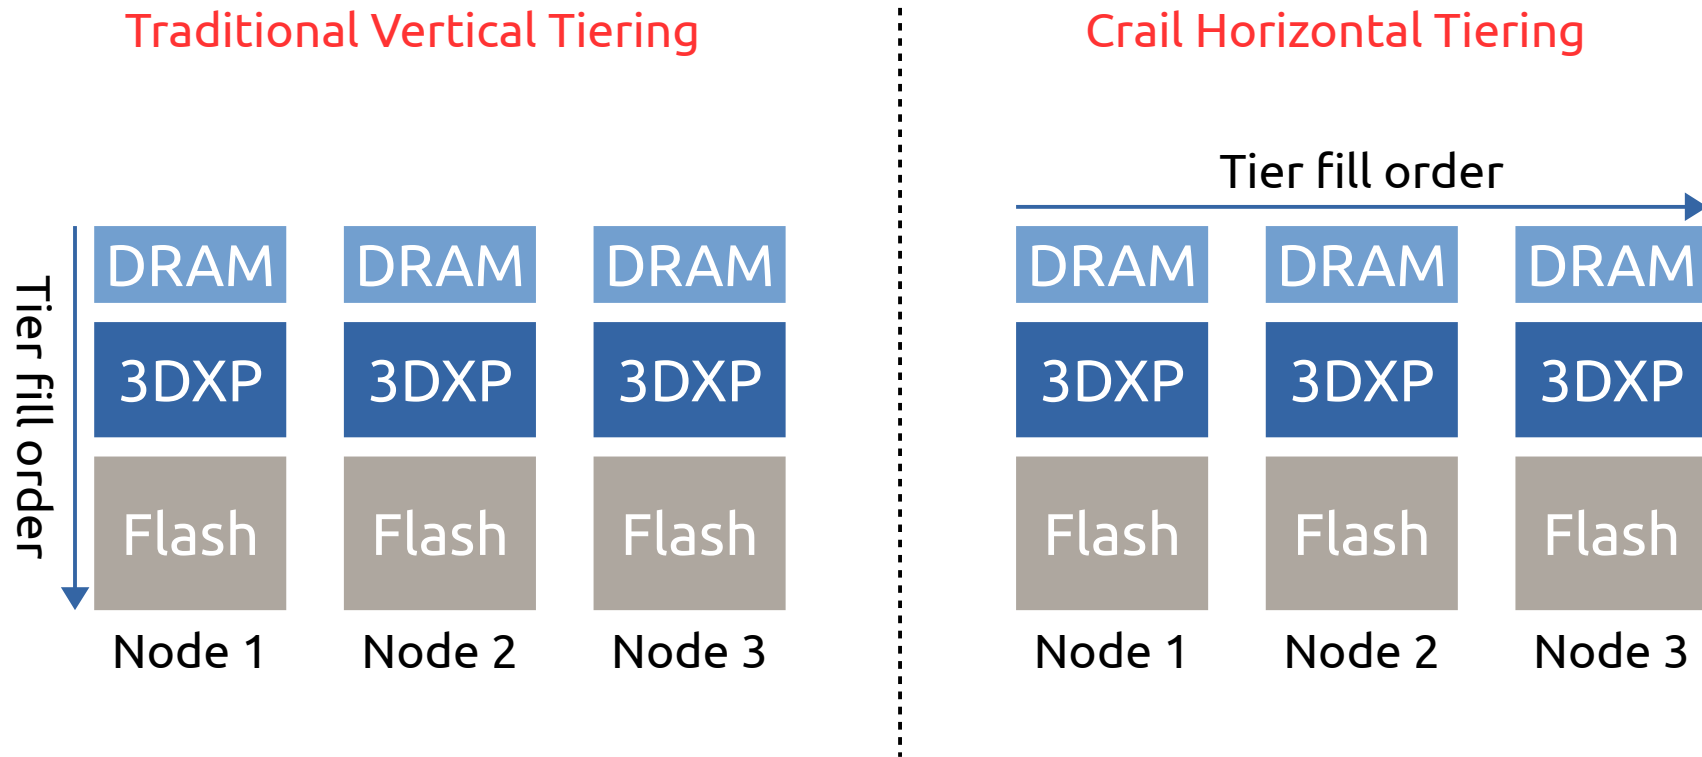 Traditional Vertical Tiering
Tier fill order
DRAM DRAM DRAM
3DXP 3DXP 3DXP
Flash Flash Flash
Node 1 Node 2 Node 3
Crail Horizontal Tiering
Tier fill order
DRAM DRAM DRAM
3DXP 3DXP 3DXP
Flash Flash Flash
Node 1 Node 2 Node 3